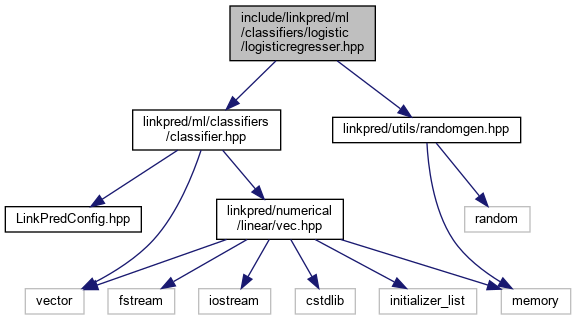 include/linkpred/ml
/classifiers/logistic
/logisticregresser.hpp
linkpred/ml/classifiers
/classifier.hpp
linkpred/utils/randomgen.hpp
LinkPredConfig.hpp
linkpred/numerical
/linear/vec.hpp
random
vector
fstream
iostream
cstdlib
initializer_list
memory